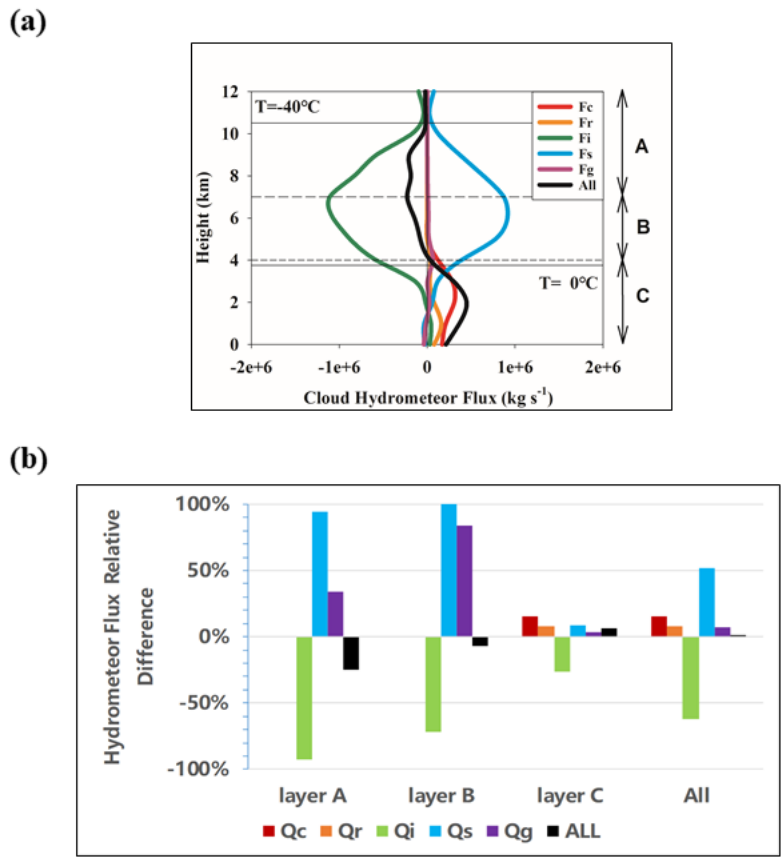 (a)
12
10
8
6
4
2
0
Height (km)
T=-40°C
T= 0°C
Fc
Fr
Fi
Fs
Fg
All
A
B
C
-2e+6 -1e+6 0 1e+6 2e+6
Cloud Hydrometeor Flux (kg s⁻¹)
(b)
100%
50%
0%
-50%
-100%
Hydrometeor Flux Relative
Difference
layer A layer B layer C All
Qc Qr Qi Qs Qg ALL